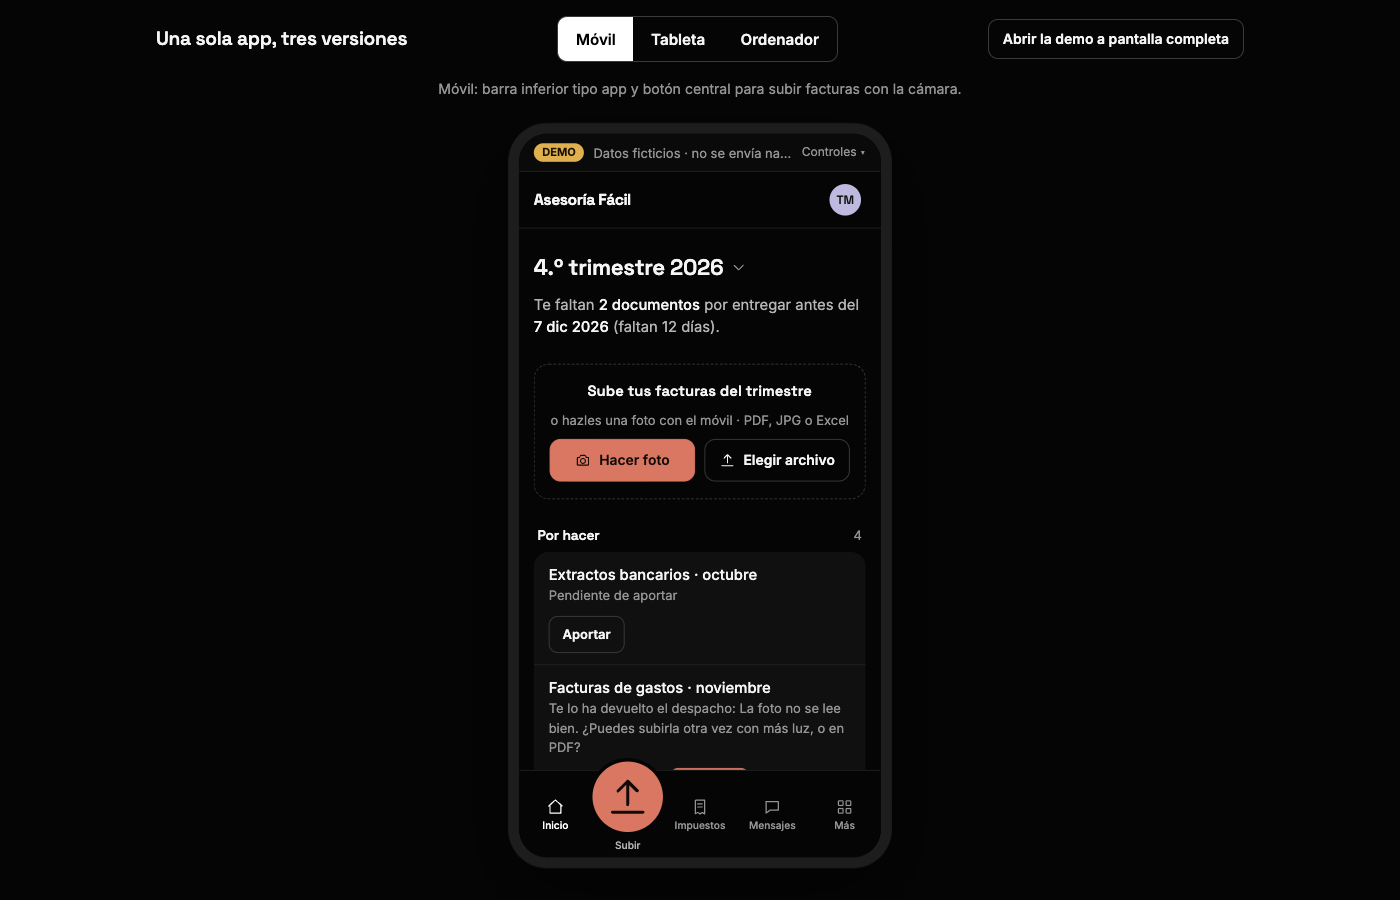 Una sola app, tres versiones
Móvil
Tableta
Ordenador
Abrir la demo a pantalla completa
Móvil: barra inferior tipo app y botón central para subir facturas con la cámara.
DEMO
Datos ficticios · no se envía na...
Controles ▾
Asesoría Fácil
TM
4.º trimestre 2026
Te faltan 2 documentos por entregar antes del
7 dic 2026 (faltan 12 días).
Sube tus facturas del trimestre
o hazles una foto con el móvil · PDF, JPG o Excel
Hacer foto
Elegir archivo
Por hacer
4
Extractos bancarios · octubre
Pendiente de aportar
Aportar
Facturas de gastos · noviembre
Te lo ha devuelto el despacho: La foto no se lee
bien. ¿Puedes subirla otra vez con más luz, o en
PDF?
Inicio
Subir
Impuestos
Mensajes
Más